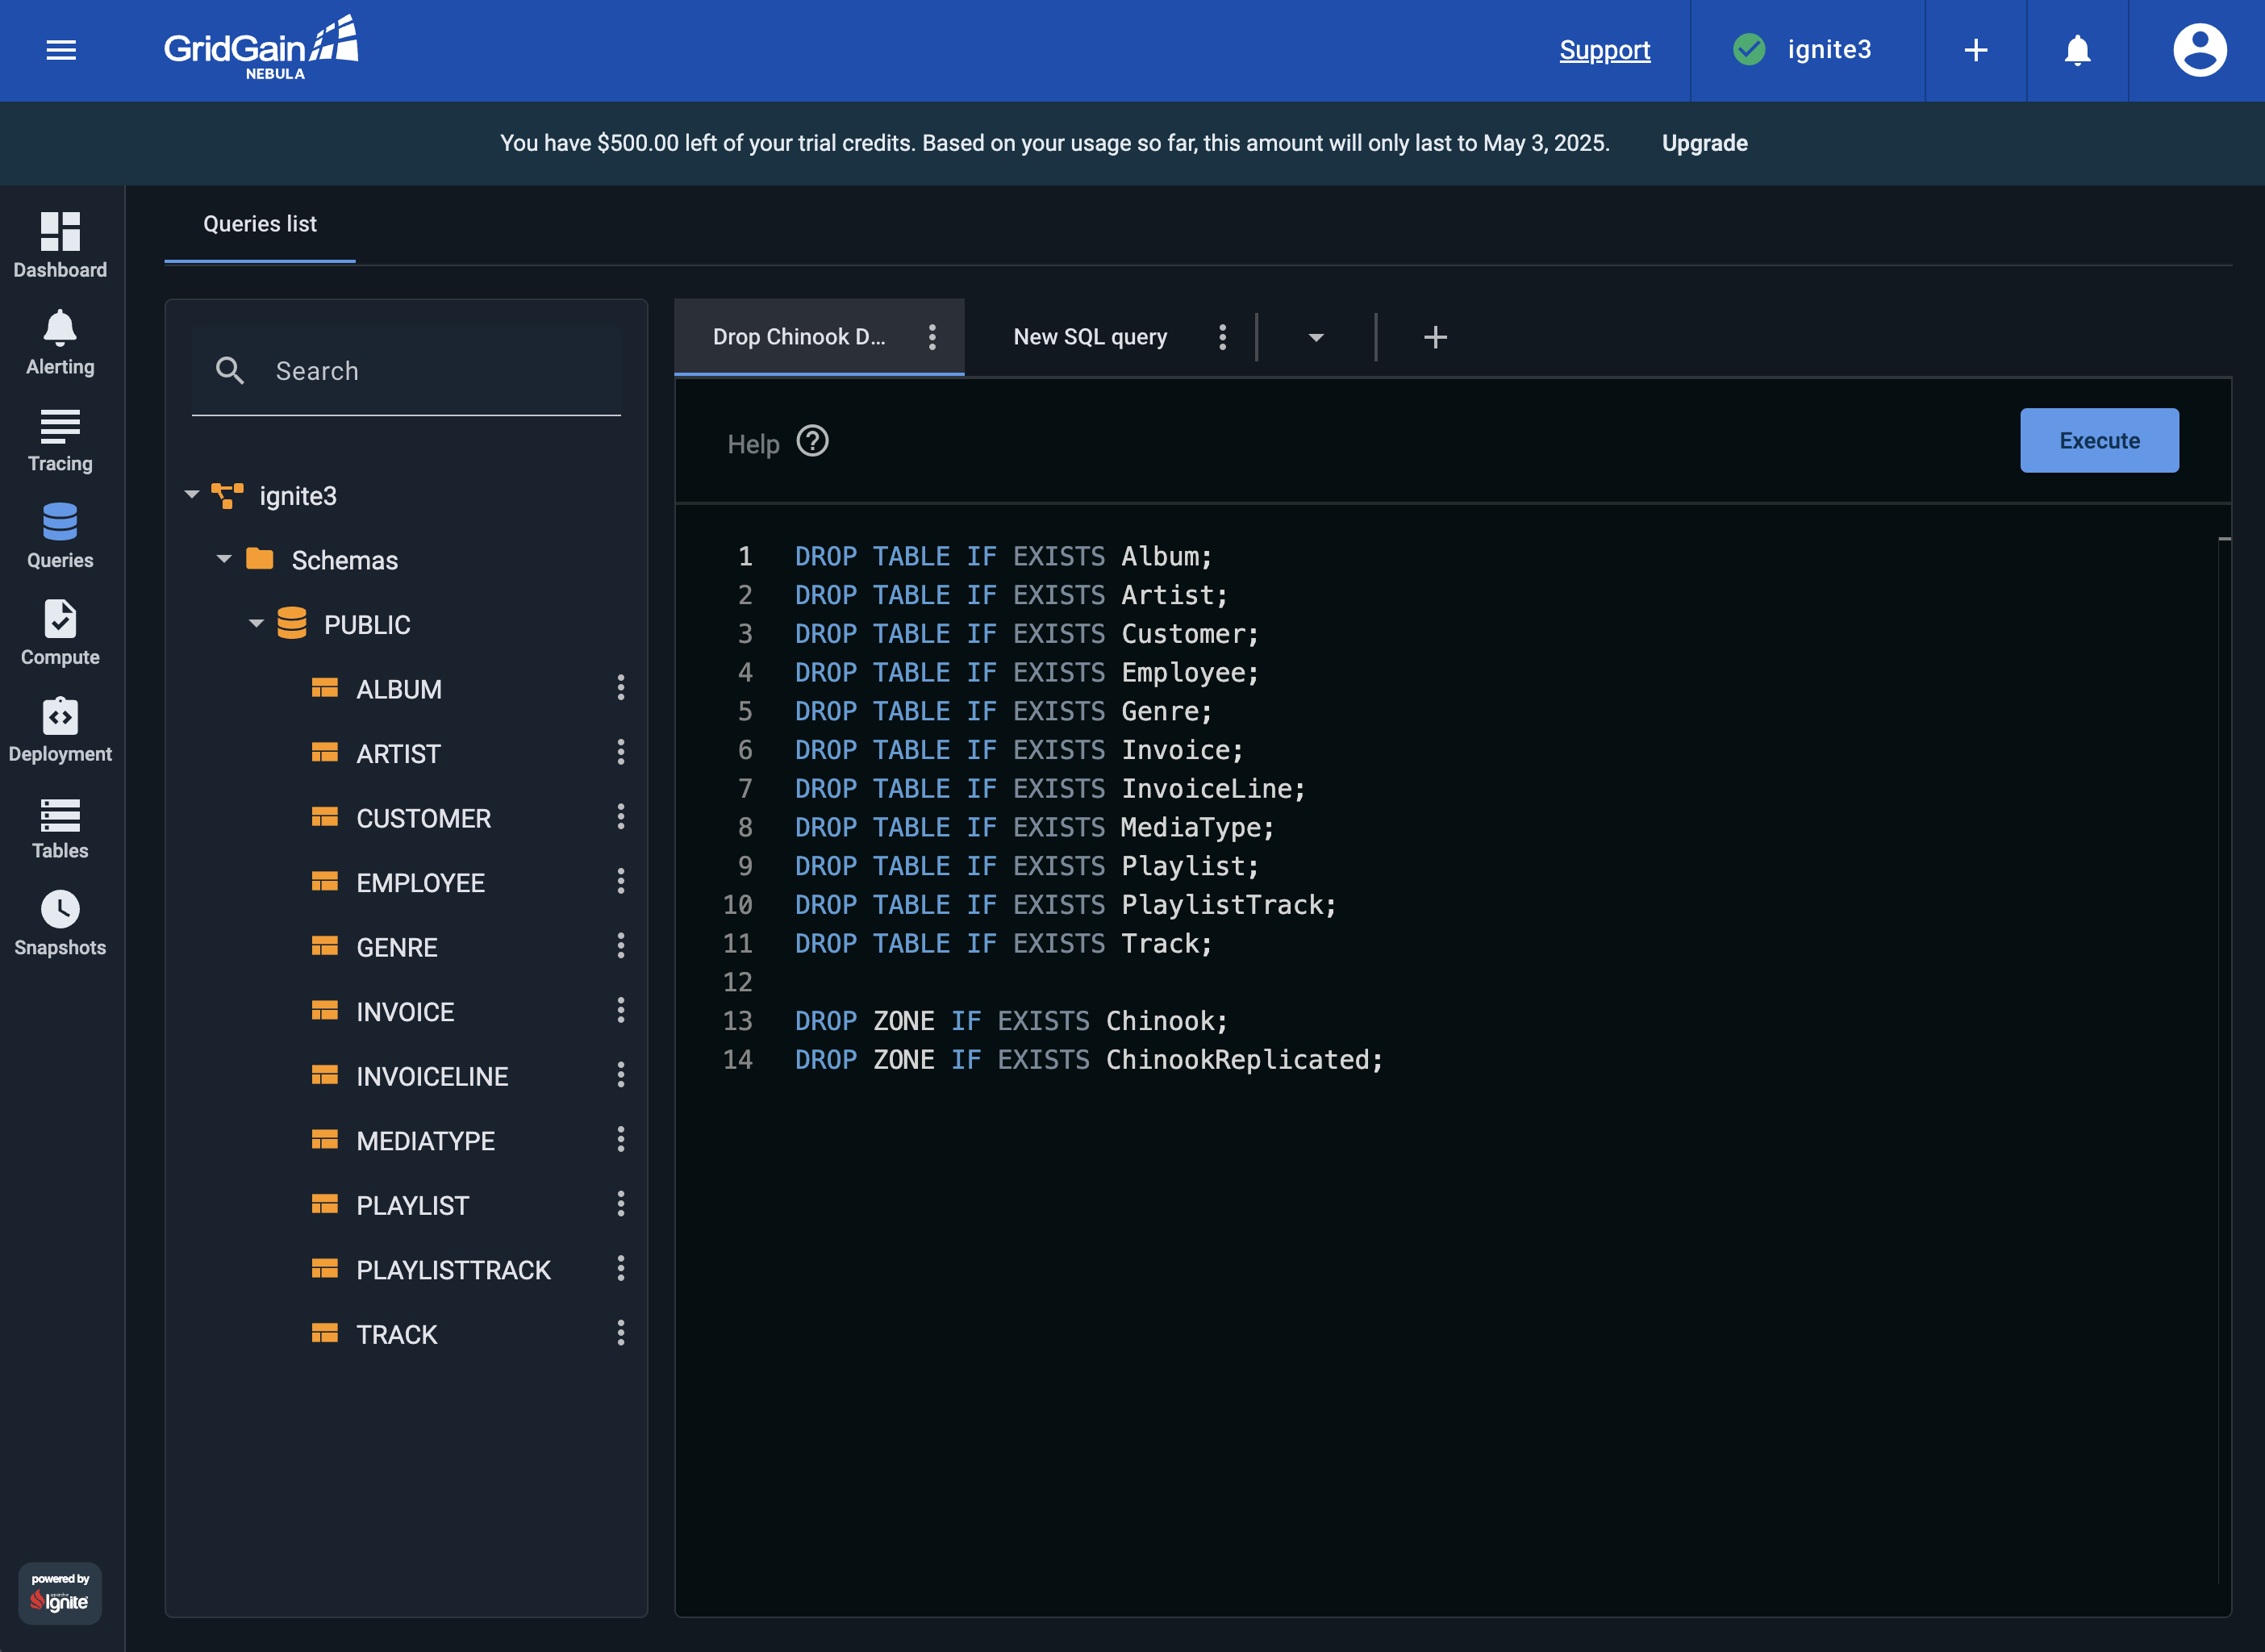 GridGain
NEBULA
Support
ignite3
You have $500.00 left of your trial credits. Based on your usage so far, this amount will only last to May 3, 2025. Upgrade
Dashboard
Alerting
Tracing
Queries
Compute
Deployment
Tables
Snapshots
powered by
Ignite
Queries list
Search
ignite3
Schemas
PUBLIC
ALBUM
ARTIST
CUSTOMER
EMPLOYEE
GENRE
INVOICE
INVOICELINE
MEDIATYPE
PLAYLIST
PLAYLISTTRACK
TRACK
Drop Chinook D...
New SQL query
Help
Execute
1 DROP TABLE IF EXISTS Album;
2 DROP TABLE IF EXISTS Artist;
3 DROP TABLE IF EXISTS Customer;
4 DROP TABLE IF EXISTS Employee;
5 DROP TABLE IF EXISTS Genre;
6 DROP TABLE IF EXISTS Invoice;
7 DROP TABLE IF EXISTS InvoiceLine;
8 DROP TABLE IF EXISTS MediaType;
9 DROP TABLE IF EXISTS Playlist;
10 DROP TABLE IF EXISTS PlaylistTrack;
11 DROP TABLE IF EXISTS Track;
12
13 DROP ZONE IF EXISTS Chinook;
14 DROP ZONE IF EXISTS ChinookReplicated;